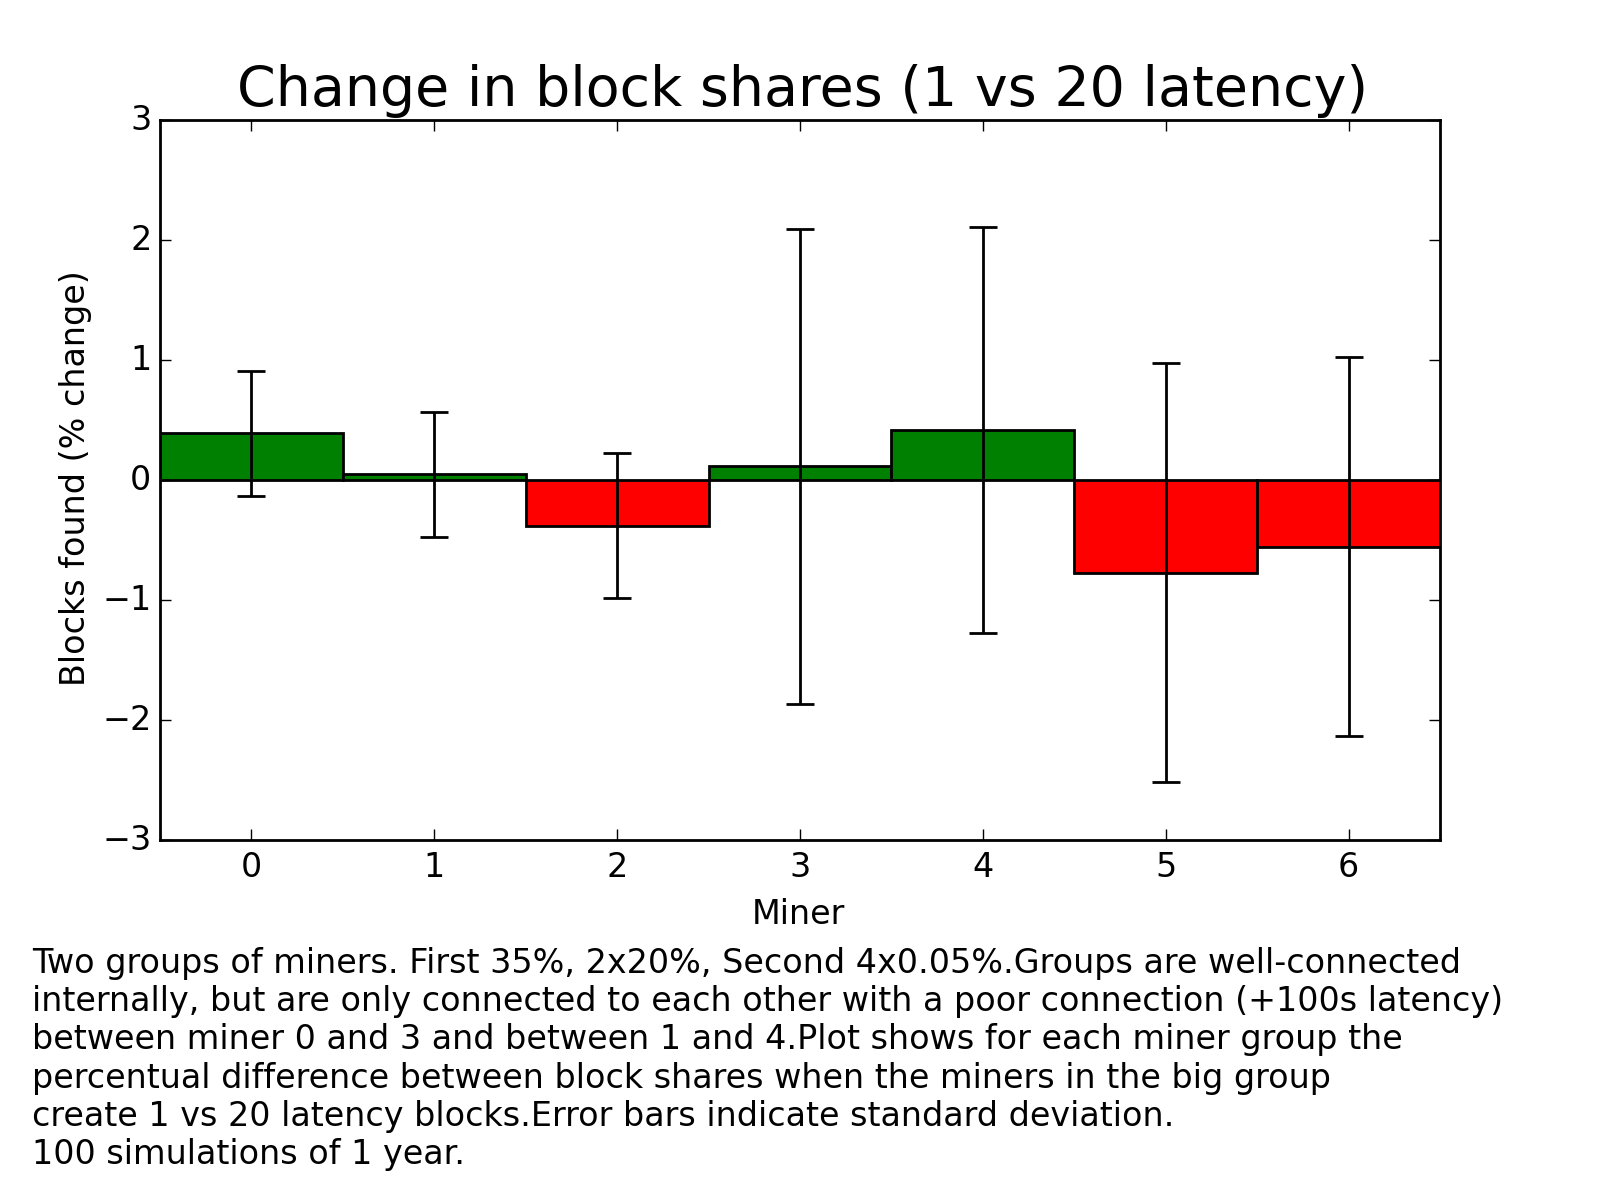 Change in block shares (1 vs 20 latency)
3
2
1
0
−1
−2
−3
Blocks found (% change)
0 1 2 3 4 5 6
Miner
Two groups of miners. First 35%, 2x20%, Second 4x0.05%.Groups are well-connected
internally, but are only connected to each other with a poor connection (+100s latency)
between miner 0 and 3 and between 1 and 4.Plot shows for each miner group the
percentual difference between block shares when the miners in the big group
create 1 vs 20 latency blocks.Error bars indicate standard deviation.
100 simulations of 1 year.